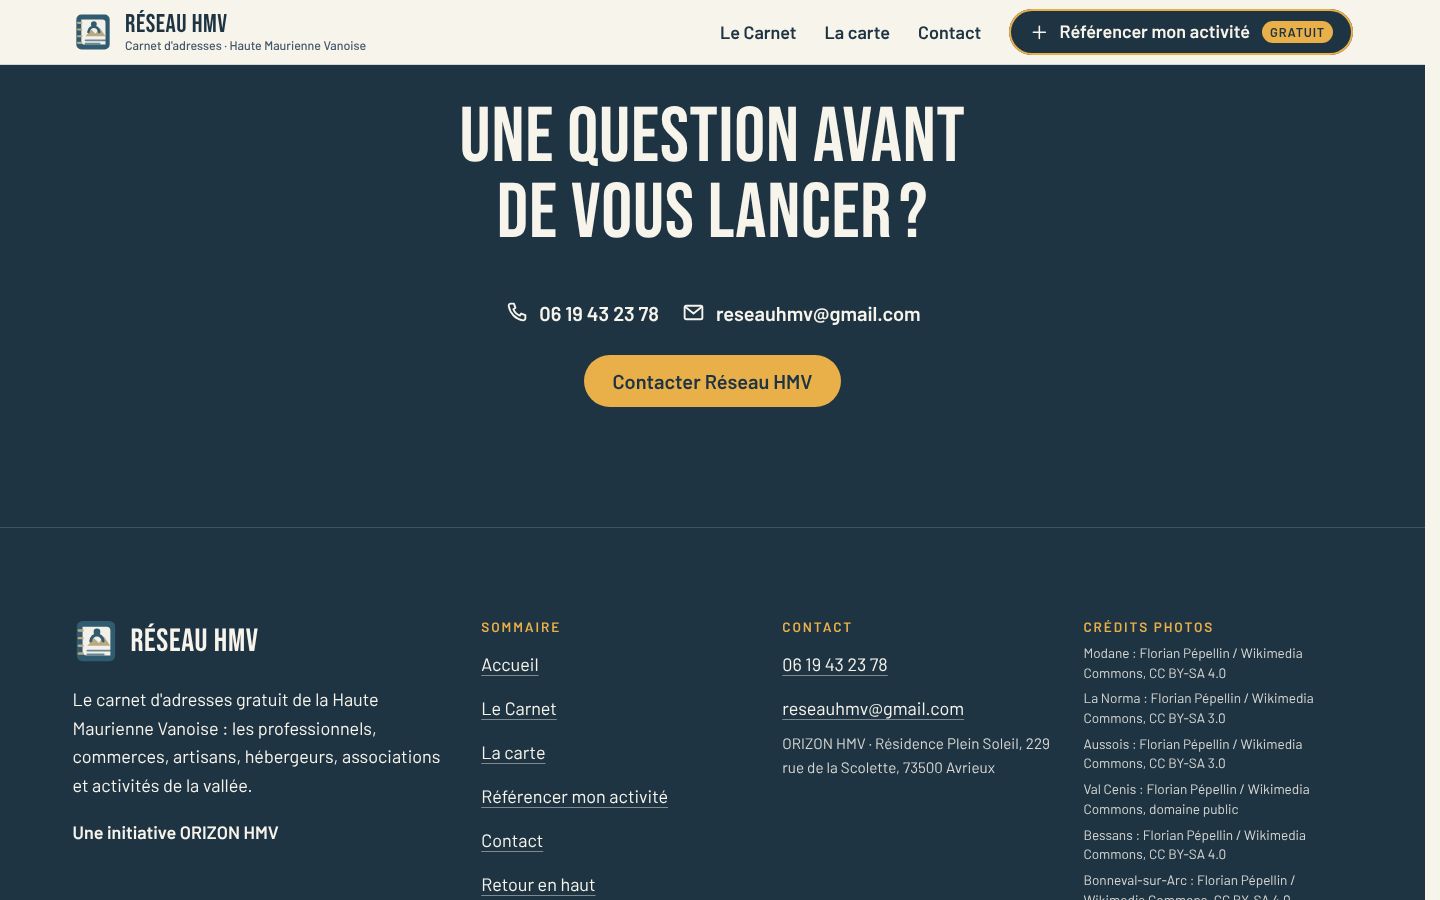 RÉSEAU HMV
Carnet d'adresses · Haute Maurienne Vanoise
Le Carnet
La carte
Contact
Référencer mon activité
GRATUIT
UNE QUESTION AVANT
DE VOUS LANCER ?
06 19 43 23 78
reseauhmv@gmail.com
Contacter Réseau HMV
RÉSEAU HMV
Le carnet d'adresses gratuit de la Haute
Maurienne Vanoise : les professionnels,
commerces, artisans, hébergeurs, associations
et activités de la vallée.
Une initiative ORIZON HMV
SOMMAIRE
Accueil
Le Carnet
La carte
Référencer mon activité
Contact
Retour en haut
CONTACT
06 19 43 23 78
reseauhmv@gmail.com
ORIZON HMV · Résidence Plein Soleil, 229
rue de la Scolette, 73500 Avrieux
CRÉDITS PHOTOS
Modane : Florian Pépellin / Wikimedia
Commons, CC BY-SA 4.0
La Norma : Florian Pépellin / Wikimedia
Commons, CC BY-SA 3.0
Aussois : Florian Pépellin / Wikimedia
Commons, CC BY-SA 3.0
Val Cenis : Florian Pépellin / Wikimedia
Commons, domaine public
Bessans : Florian Pépellin / Wikimedia
Commons, CC BY-SA 4.0
Bonneval-sur-Arc : Florian Pépellin /
Wikimedia Commons, CC BY-SA 4.0